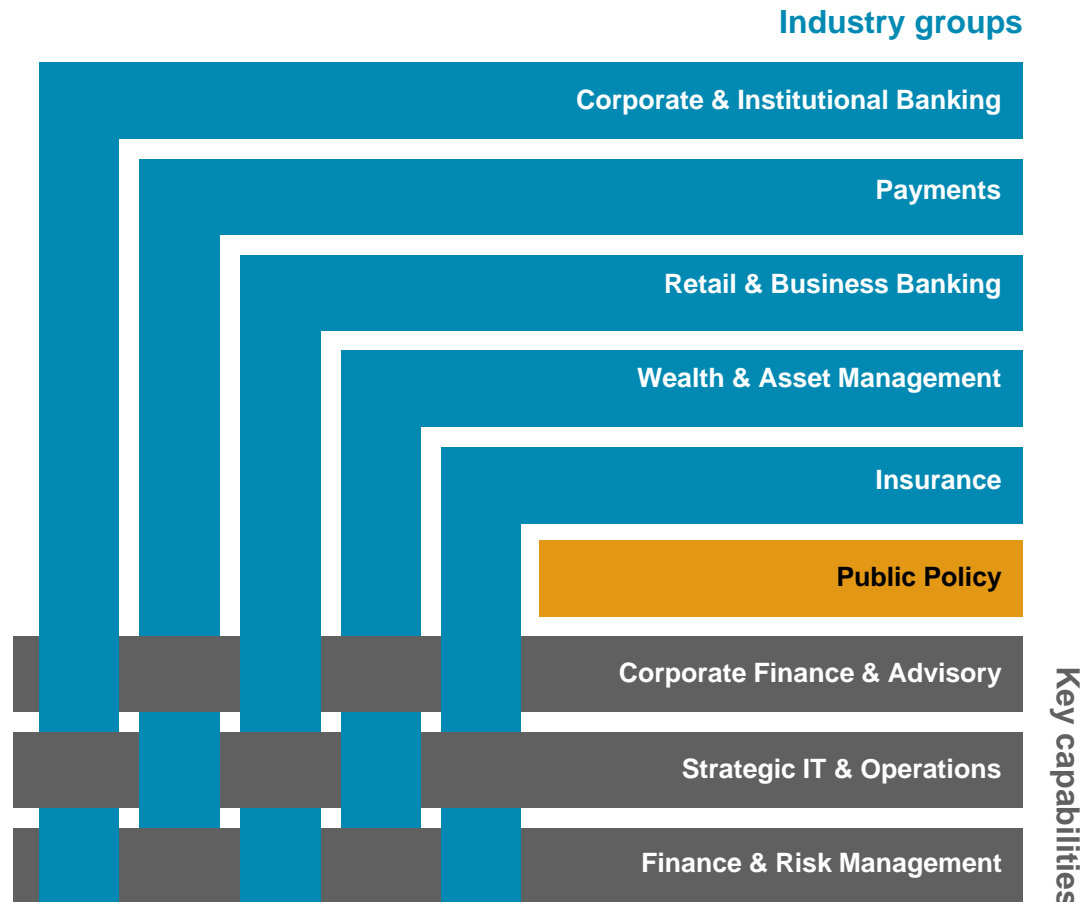 Industry groups
Corporate & Institutional Banking
Payments
Retail & Business Banking
Wealth & Asset Management
Insurance
Public Policy
Corporate Finance & Advisory
Strategic IT & Operations
Finance & Risk Management
Key capabilities